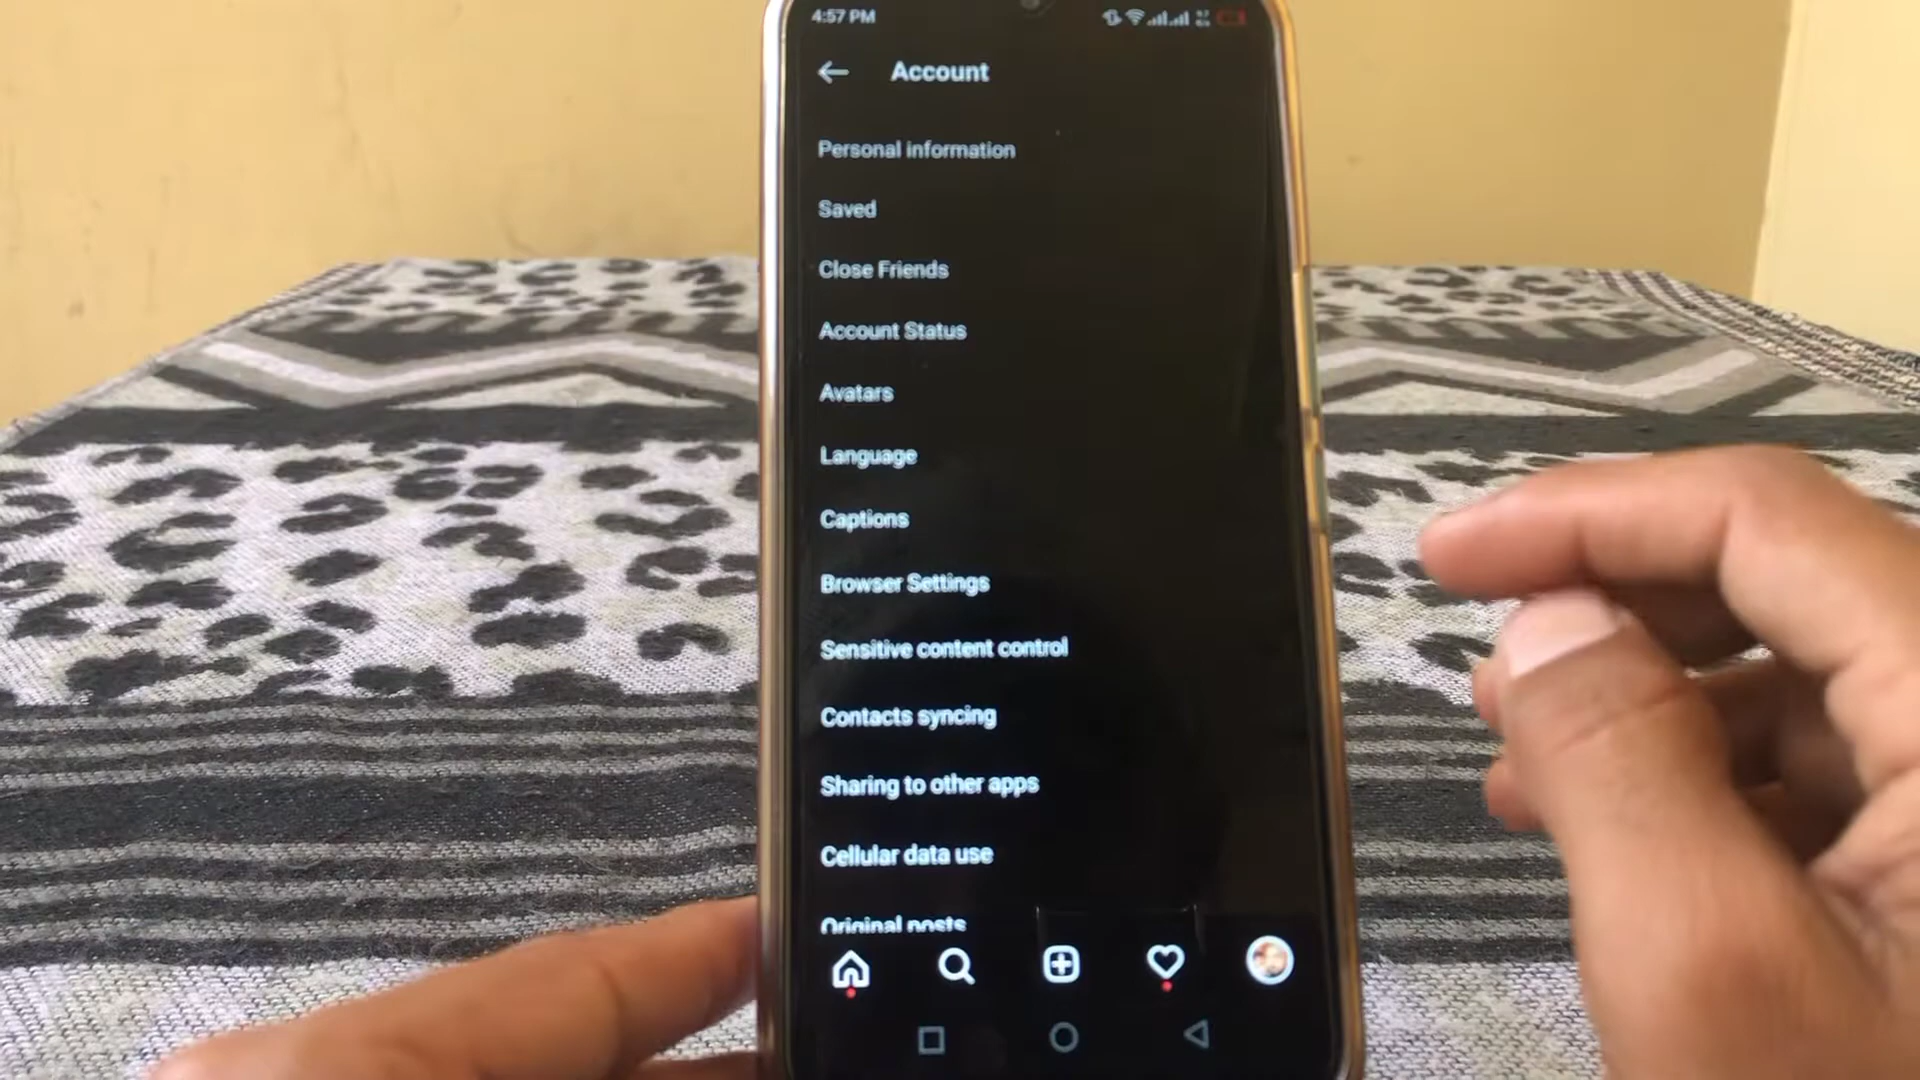 4:57 PM
Account
Personal information
Saved
Close Friends
Account Status
Avatars
Language
Captions
Browser Settings
Sensitive content control
Contacts syncing
Sharing to other apps
Cellular data use
Original posts